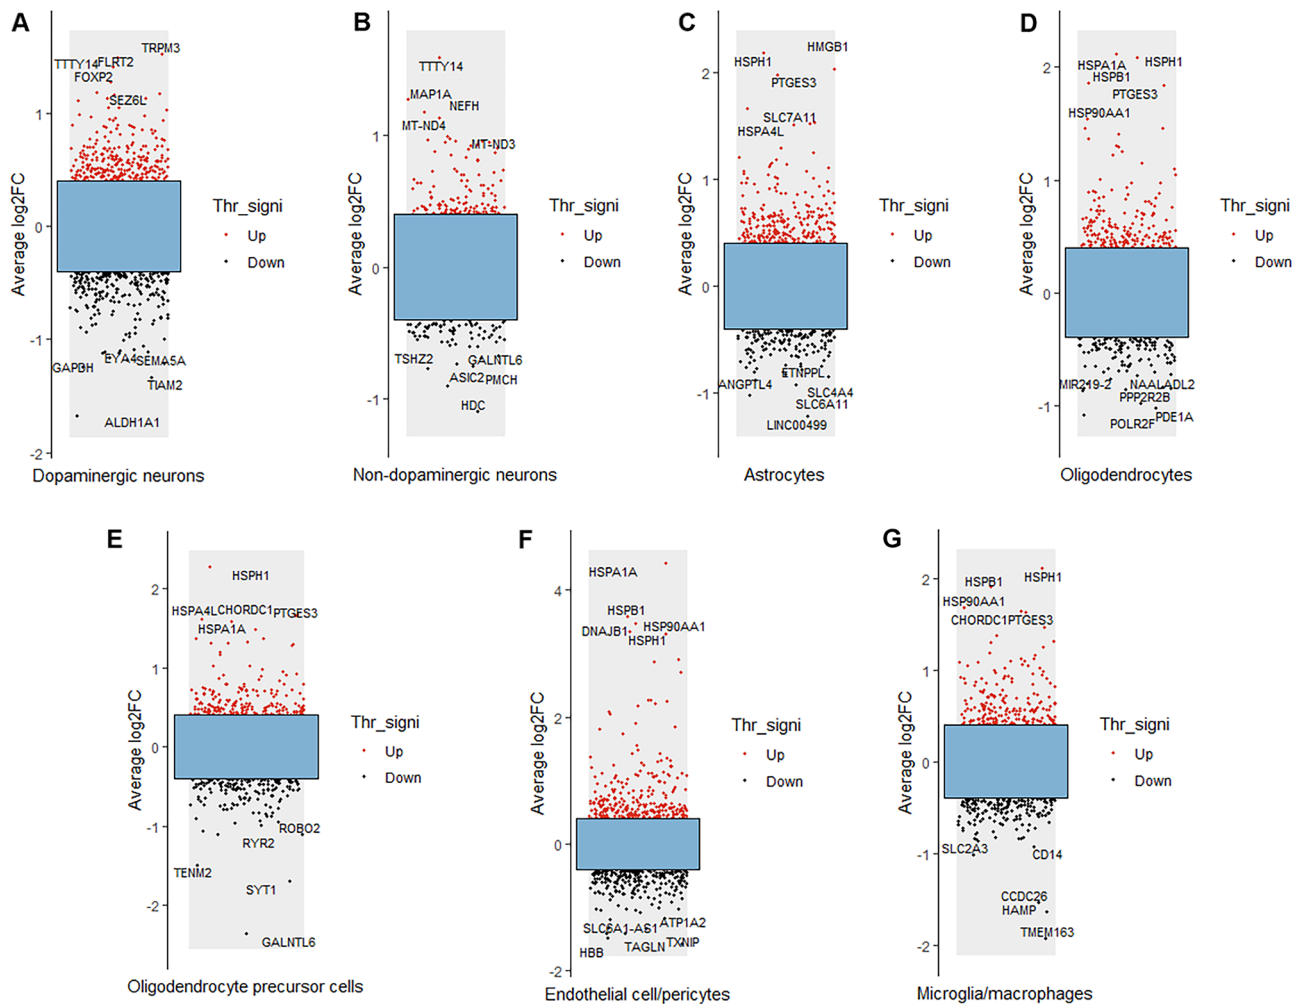 A
1
0
-1
-2
Average log2FC
TRPM3
TTTY14
FLRT2
FOXP2
SEZ6L
EYA4
SEMA5A
GAPDH
TIAM2
ALDH1A1
Thr_signi
Up
Down
Dopaminergic neurons
B
1
0
-1
Average log2FC
TTTY14
MAP1A
NEFH
MT-ND4
MT-ND3
TSHZ2
GALNTL6
ASIC2
PMCH
HDC
Thr_signi
Up
Down
Non-dopaminergic neurons
C
2
1
0
-1
Average log2FC
HMGB1
HSPH1
PTGES3
SLC7A11
HSPA4L
ETNPPL
ANGPTL4
SLC4A4
SLC6A11
LINC00499
Thr_signi
Up
Down
Astrocytes
D
2
1
0
-1
Average log2FC
HSPA1A
HSPH1
HSPB1
PTGES3
HSP90AA1
MIR219-2
NAALADL2
PPP2R2B
PDE1A
POLR2F
Thr_signi
Up
Down
Oligodendrocytes
E
2
1
0
-1
-2
Average log2FC
HSPH1
HSPA4L
CHORDC1
PTGES3
HSPA1A
ROBO2
RYR2
TENM2
SYT1
GALNTL6
Thr_signi
Up
Down
Oligodendrocyte precursor cells
F
4
2
0
-2
Average log2FC
HSPA1A
HSPB1
HSP90AA1
DNAJB1
HSPH1
ATP1A2
SLC6A1-AS1
TXNIP
TAGLN
HBB
Thr_signi
Up
Down
Endothelial cell/pericytes
G
2
1
0
-1
-2
Average log2FC
HSPH1
HSPB1
HSP90AA1
CHORDC1
PTGES3
SLC2A3
CD14
CCDC26
HAMP
TMEM163
Thr_signi
Up
Down
Microglia/macrophages